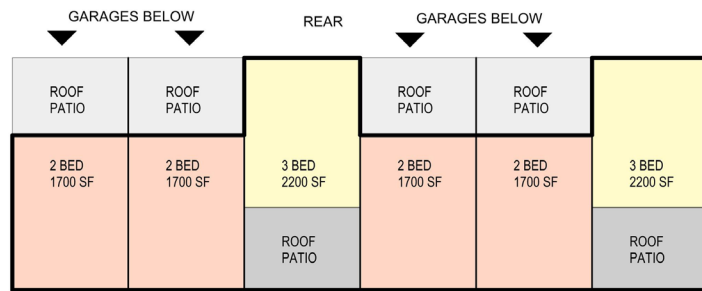 GARAGES BELOW
REAR
GARAGES BELOW
ROOF
PATIO
ROOF
PATIO
ROOF
PATIO
ROOF
PATIO
2 BED
1700 SF
2 BED
1700 SF
3 BED
2200 SF
2 BED
1700 SF
2 BED
1700 SF
3 BED
2200 SF
ROOF
PATIO
ROOF
PATIO